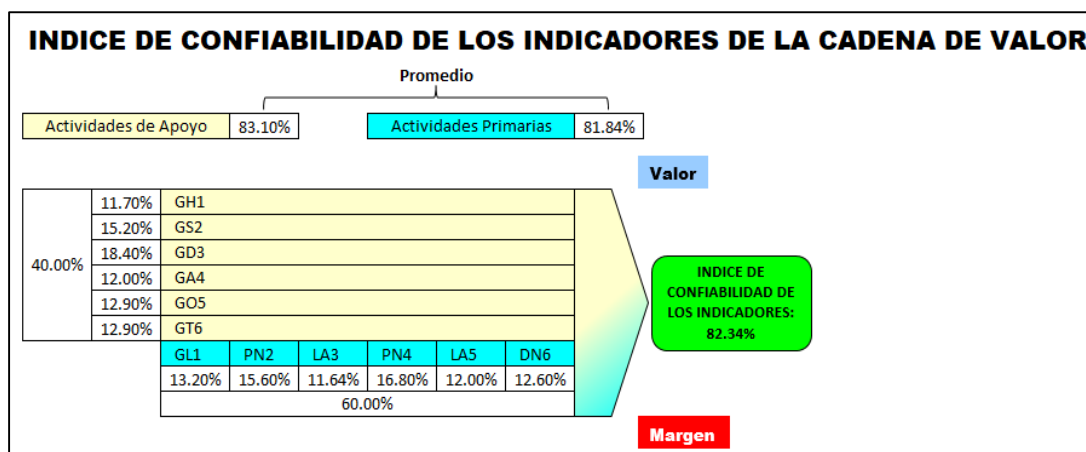 INDICE DE CONFIABILIDAD DE LOS INDICADORES DE LA CADENA DE VALOR
Promedio
Actividades de Apoyo 83.10% Actividades Primarias 81.84%
Valor
40.00%
11.70% GH1
15.20% GS2
18.40% GD3
12.00% GA4
12.90% GO5
12.90% GT6
GL1 PN2 LA3 PN4 LA5 DN6
13.20% 15.60% 11.64% 16.80% 12.00% 12.60%
60.00%
INDICE DE
CONFIABILIDAD DE
LOS INDICADORES:
82.34%
Margen